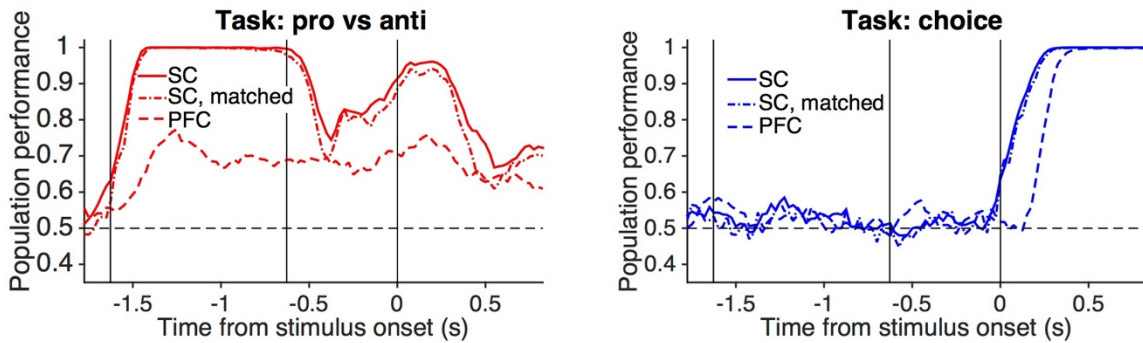 Task: pro vs anti
Population performance
1
0.9
0.8
0.7
0.6
0.5
0.4
SC
SC, matched
PFC
-1.5
-1
-0.5
0
0.5
Time from stimulus onset (s)
Task: choice
Population performance
1
0.9
0.8
0.7
0.6
0.5
0.4
SC
SC, matched
PFC
-1.5
-1
-0.5
0
0.5
Time from stimulus onset (s)